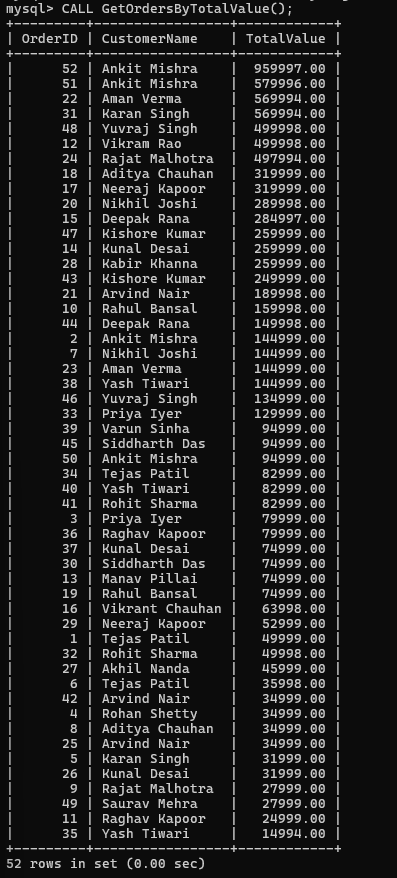 mysql> CALL GetOrdersByTotalValue();
+---------+-----------------+------------+
| OrderID | CustomerName    | TotalValue |
+---------+-----------------+------------+
|      52 | Ankit Mishra    |  959997.00 |
|      51 | Ankit Mishra    |  579996.00 |
|      22 | Aman Verma      |  569994.00 |
|      31 | Karan Singh     |  569994.00 |
|      48 | Yuvraj Singh    |  499998.00 |
|      12 | Vikram Rao      |  499998.00 |
|      24 | Rajat Malhotra  |  497994.00 |
|      18 | Aditya Chauhan  |  319999.00 |
|      17 | Neeraj Kapoor   |  319999.00 |
|      20 | Nikhil Joshi    |  289998.00 |
|      15 | Deepak Rana     |  284997.00 |
|      47 | Kishore Kumar   |  259999.00 |
|      14 | Kunal Desai     |  259999.00 |
|      28 | Kabir Khanna    |  259999.00 |
|      43 | Kishore Kumar   |  249999.00 |
|      21 | Arvind Nair     |  189998.00 |
|      10 | Rahul Bansal    |  159998.00 |
|      44 | Deepak Rana     |  149998.00 |
|       2 | Ankit Mishra    |  144999.00 |
|       7 | Nikhil Joshi    |  144999.00 |
|      23 | Aman Verma      |  144999.00 |
|      38 | Yash Tiwari     |  144999.00 |
|      46 | Yuvraj Singh    |  134999.00 |
|      33 | Priya Iyer      |  129999.00 |
|      39 | Varun Sinha     |   94999.00 |
|      45 | Siddharth Das   |   94999.00 |
|      50 | Ankit Mishra    |   94999.00 |
|      34 | Tejas Patil     |   82999.00 |
|      40 | Yash Tiwari     |   82999.00 |
|      41 | Rohit Sharma    |   82999.00 |
|       3 | Priya Iyer      |   79999.00 |
|      36 | Raghav Kapoor   |   79999.00 |
|      37 | Kunal Desai     |   74999.00 |
|      30 | Siddharth Das   |   74999.00 |
|      13 | Manav Pillai    |   74999.00 |
|      19 | Rahul Bansal    |   74999.00 |
|      16 | Vikrant Chauhan |   63998.00 |
|      29 | Neeraj Kapoor   |   52999.00 |
|       1 | Tejas Patil     |   49999.00 |
|      32 | Rohit Sharma    |   49998.00 |
|      27 | Akhil Nanda     |   45999.00 |
|       6 | Tejas Patil     |   35998.00 |
|      42 | Arvind Nair     |   34999.00 |
|       4 | Rohan Shetty    |   34999.00 |
|       8 | Aditya Chauhan  |   34999.00 |
|      25 | Arvind Nair     |   34999.00 |
|       5 | Karan Singh     |   31999.00 |
|      26 | Kunal Desai     |   31999.00 |
|       9 | Rajat Malhotra  |   27999.00 |
|      49 | Saurav Mehra    |   27999.00 |
|      11 | Raghav Kapoor   |   24999.00 |
|      35 | Yash Tiwari     |   14994.00 |
+---------+-----------------+------------+
52 rows in set (0.00 sec)